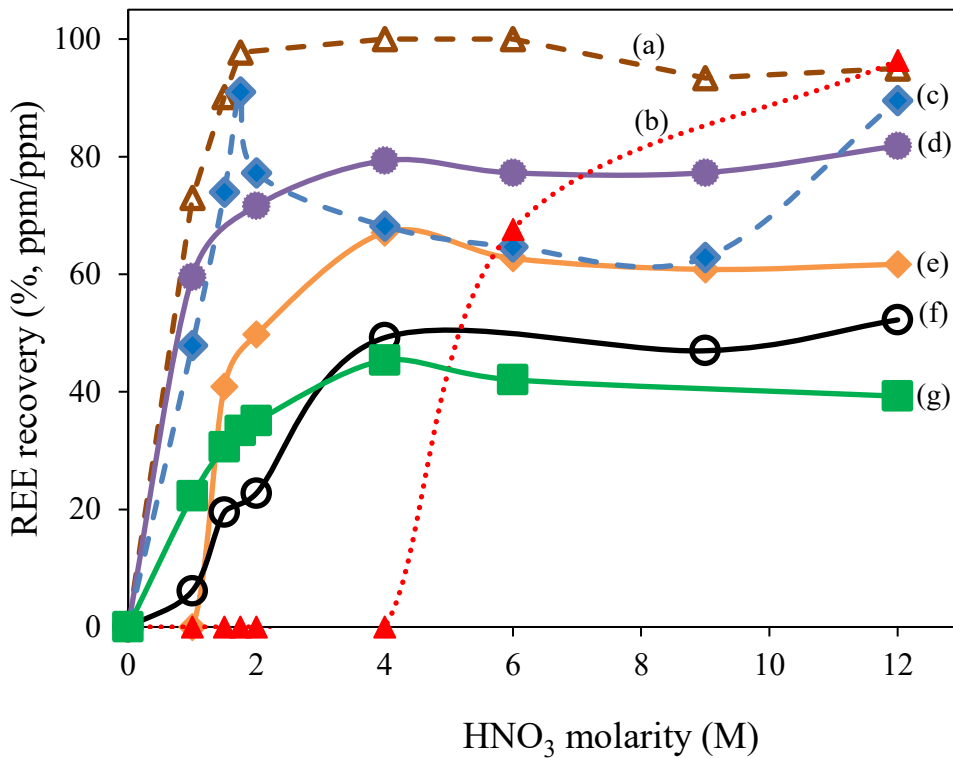 REE recovery (%, ppm/ppm)
100
80
60
40
20
0
(a)
(b)
(c)
(d)
(e)
(f)
(g)
0 2 4 6 8 10 12
HNO₃ molarity (M)